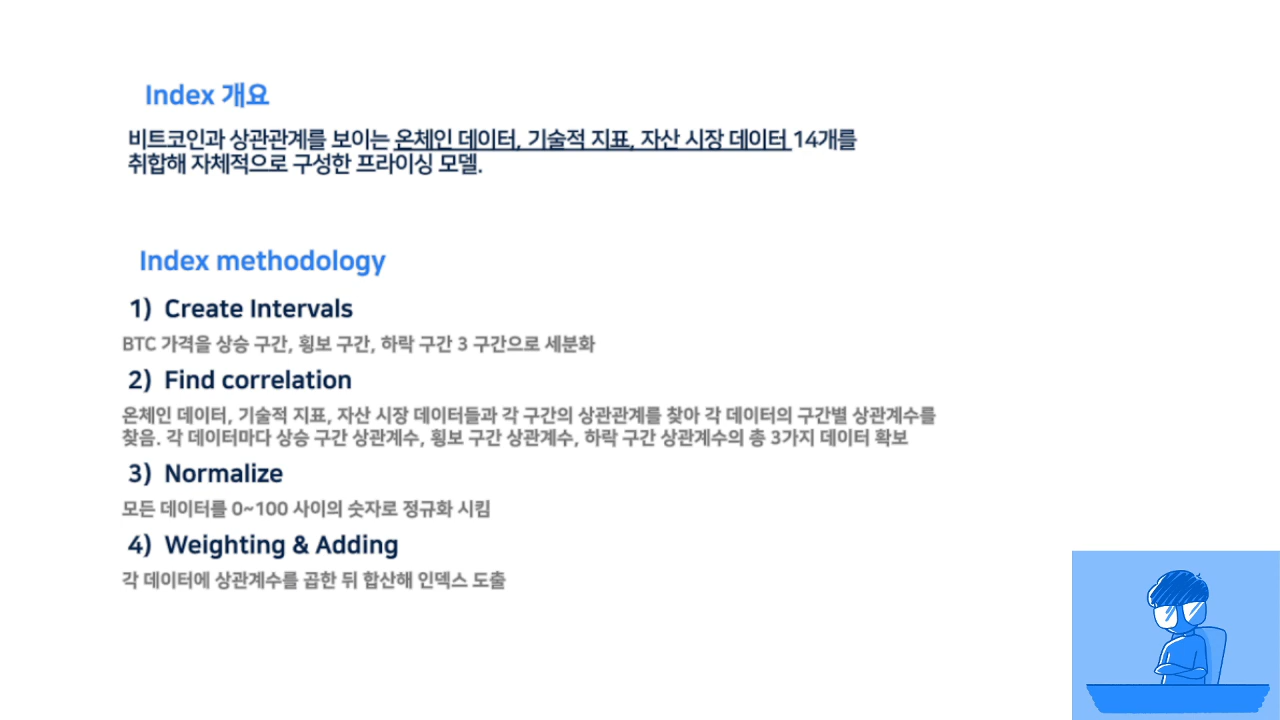 Index 개요
비트코인과 상관관계를 보이는 온체인 데이터, 기술적 지표, 자산 시장 데이터 14개를
취합해 자체적으로 구성한 프라이싱 모델.
Index methodology
1) Create Intervals
BTC 가격을 상승 구간, 횡보 구간, 하락 구간 3 구간으로 세분화
2) Find correlation
온체인 데이터, 기술적 지표, 자산 시장 데이터들과 각 구간의 상관관계를 찾아 각 데이터의 구간별 상관계수를
찾음. 각 데이터마다 상승 구간 상관계수, 횡보 구간 상관계수, 하락 구간 상관계수의 총 3가지 데이터 확보
3) Normalize
모든 데이터를 0~100 사이의 숫자로 정규화 시킴
4) Weighting & Adding
각 데이터에 상관계수를 곱한 뒤 합산해 인덱스 도출